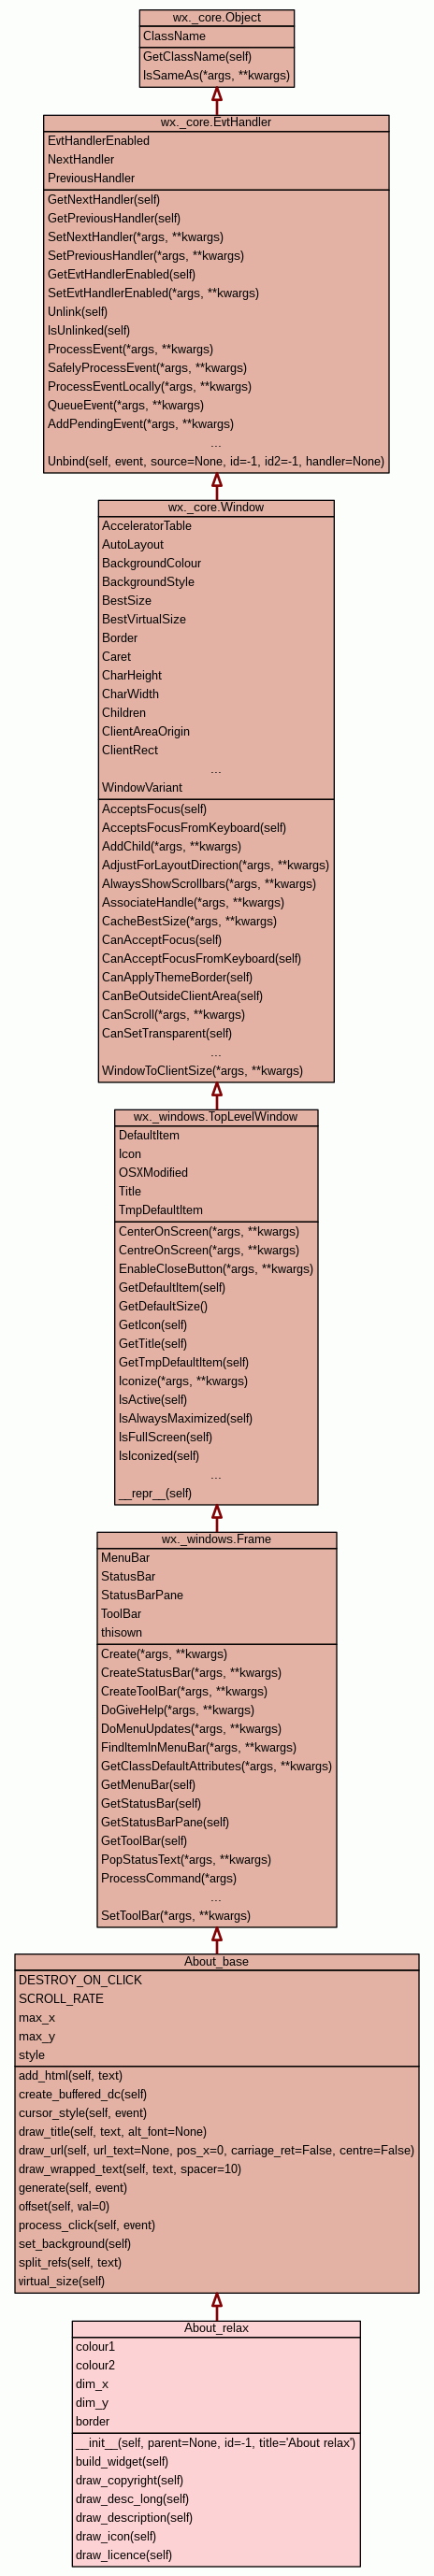 wx._core.Object
ClassName
GetClassName(self)
IsSameAs(*args, **kwargs)
wx._core.EvtHandler
EvtHandlerEnabled
NextHandler
PreviousHandler
GetNextHandler(self)
GetPreviousHandler(self)
SetNextHandler(*args, **kwargs)
SetPreviousHandler(*args, **kwargs)
GetEvtHandlerEnabled(self)
SetEvtHandlerEnabled(*args, **kwargs)
Unlink(self)
IsUnlinked(self)
ProcessEvent(*args, **kwargs)
SafelyProcessEvent(*args, **kwargs)
ProcessEventLocally(*args, **kwargs)
QueueEvent(*args, **kwargs)
AddPendingEvent(*args, **kwargs)
...
Unbind(self, event, source=None, id=-1, id2=-1, handler=None)
wx._core.Window
AcceleratorTable
AutoLayout
BackgroundColour
BackgroundStyle
BestSize
BestVirtualSize
Border
Caret
CharHeight
CharWidth
Children
ClientAreaOrigin
ClientRect
...
WindowVariant
AcceptsFocus(self)
AcceptsFocusFromKeyboard(self)
AddChild(*args, **kwargs)
AdjustForLayoutDirection(*args, **kwargs)
AlwaysShowScrollbars(*args, **kwargs)
AssociateHandle(*args, **kwargs)
CacheBestSize(*args, **kwargs)
CanAcceptFocus(self)
CanAcceptFocusFromKeyboard(self)
CanApplyThemeBorder(self)
CanBeOutsideClientArea(self)
CanScroll(*args, **kwargs)
CanSetTransparent(self)
...
WindowToClientSize(*args, **kwargs)
wx._windows.TopLevelWindow
DefaultItem
Icon
OSXModified
Title
TmpDefaultItem
CenterOnScreen(*args, **kwargs)
CentreOnScreen(*args, **kwargs)
EnableCloseButton(*args, **kwargs)
GetDefaultItem(self)
GetDefaultSize()
GetIcon(self)
GetTitle(self)
GetTmpDefaultItem(self)
Iconize(*args, **kwargs)
IsActive(self)
IsAlwaysMaximized(self)
IsFullScreen(self)
IsIconized(self)
...
__repr__(self)
wx._windows.Frame
MenuBar
StatusBar
StatusBarPane
ToolBar
thisown
Create(*args, **kwargs)
CreateStatusBar(*args, **kwargs)
CreateToolBar(*args, **kwargs)
DoGiveHelp(*args, **kwargs)
DoMenuUpdates(*args, **kwargs)
FindItemInMenuBar(*args, **kwargs)
GetClassDefaultAttributes(*args, **kwargs)
GetMenuBar(self)
GetStatusBar(self)
GetStatusBarPane(self)
GetToolBar(self)
PopStatusText(*args, **kwargs)
ProcessCommand(*args)
...
SetToolBar(*args, **kwargs)
About_base
DESTROY_ON_CLICK
SCROLL_RATE
max_x
max_y
style
add_html(self, text)
create_buffered_dc(self)
cursor_style(self, event)
draw_title(self, text, alt_font=None)
draw_url(self, url_text=None, pos_x=0, carriage_ret=False, centre=False)
draw_wrapped_text(self, text, spacer=10)
generate(self, event)
offset(self, val=0)
process_click(self, event)
set_background(self)
split_refs(self, text)
virtual_size(self)
About_relax
colour1
colour2
dim_x
dim_y
border
__init__(self, parent=None, id=-1, title='About relax')
build_widget(self)
draw_copyright(self)
draw_desc_long(self)
draw_description(self)
draw_icon(self)
draw_licence(self)